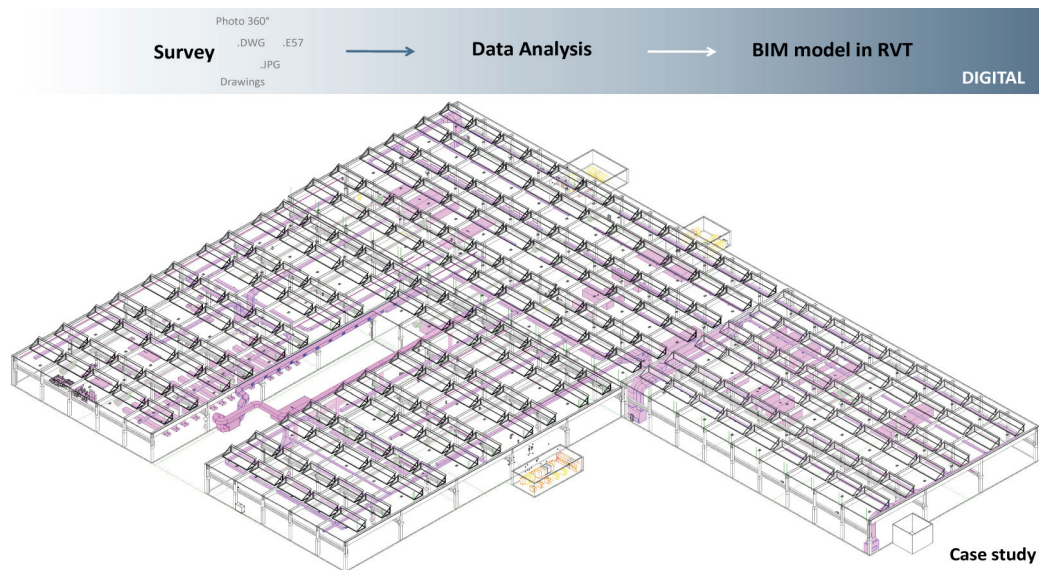 Photo 360°
.DWG .E57
Survey
.JPG
Drawings
Data Analysis
BIM model in RVT
DIGITAL
Case study